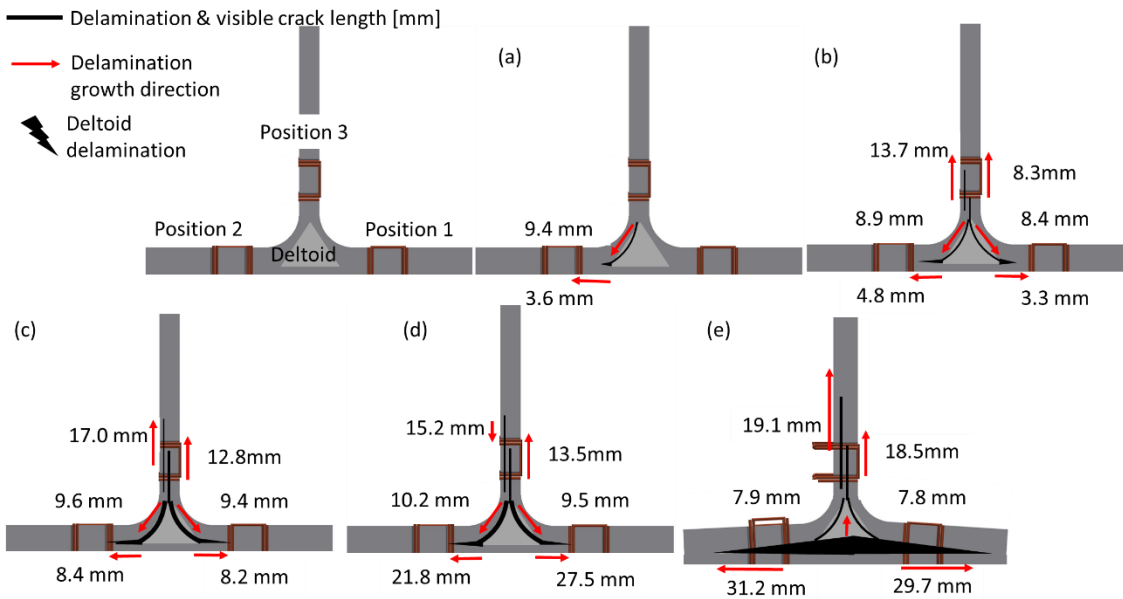 Delamination & visible crack length [mm]
Delamination
growth direction
Deltoid
delamination
Position 3
Position 2
Position 1
Deltoid
(a)
9.4 mm
3.6 mm
(b)
13.7 mm
8.3mm
8.9 mm
8.4 mm
4.8 mm
3.3 mm
(c)
17.0 mm
12.8mm
9.6 mm
9.4 mm
8.4 mm
8.2 mm
(d)
15.2 mm
13.5mm
10.2 mm
9.5 mm
21.8 mm
27.5 mm
(e)
19.1 mm
18.5mm
7.9 mm
7.8 mm
31.2 mm
29.7 mm